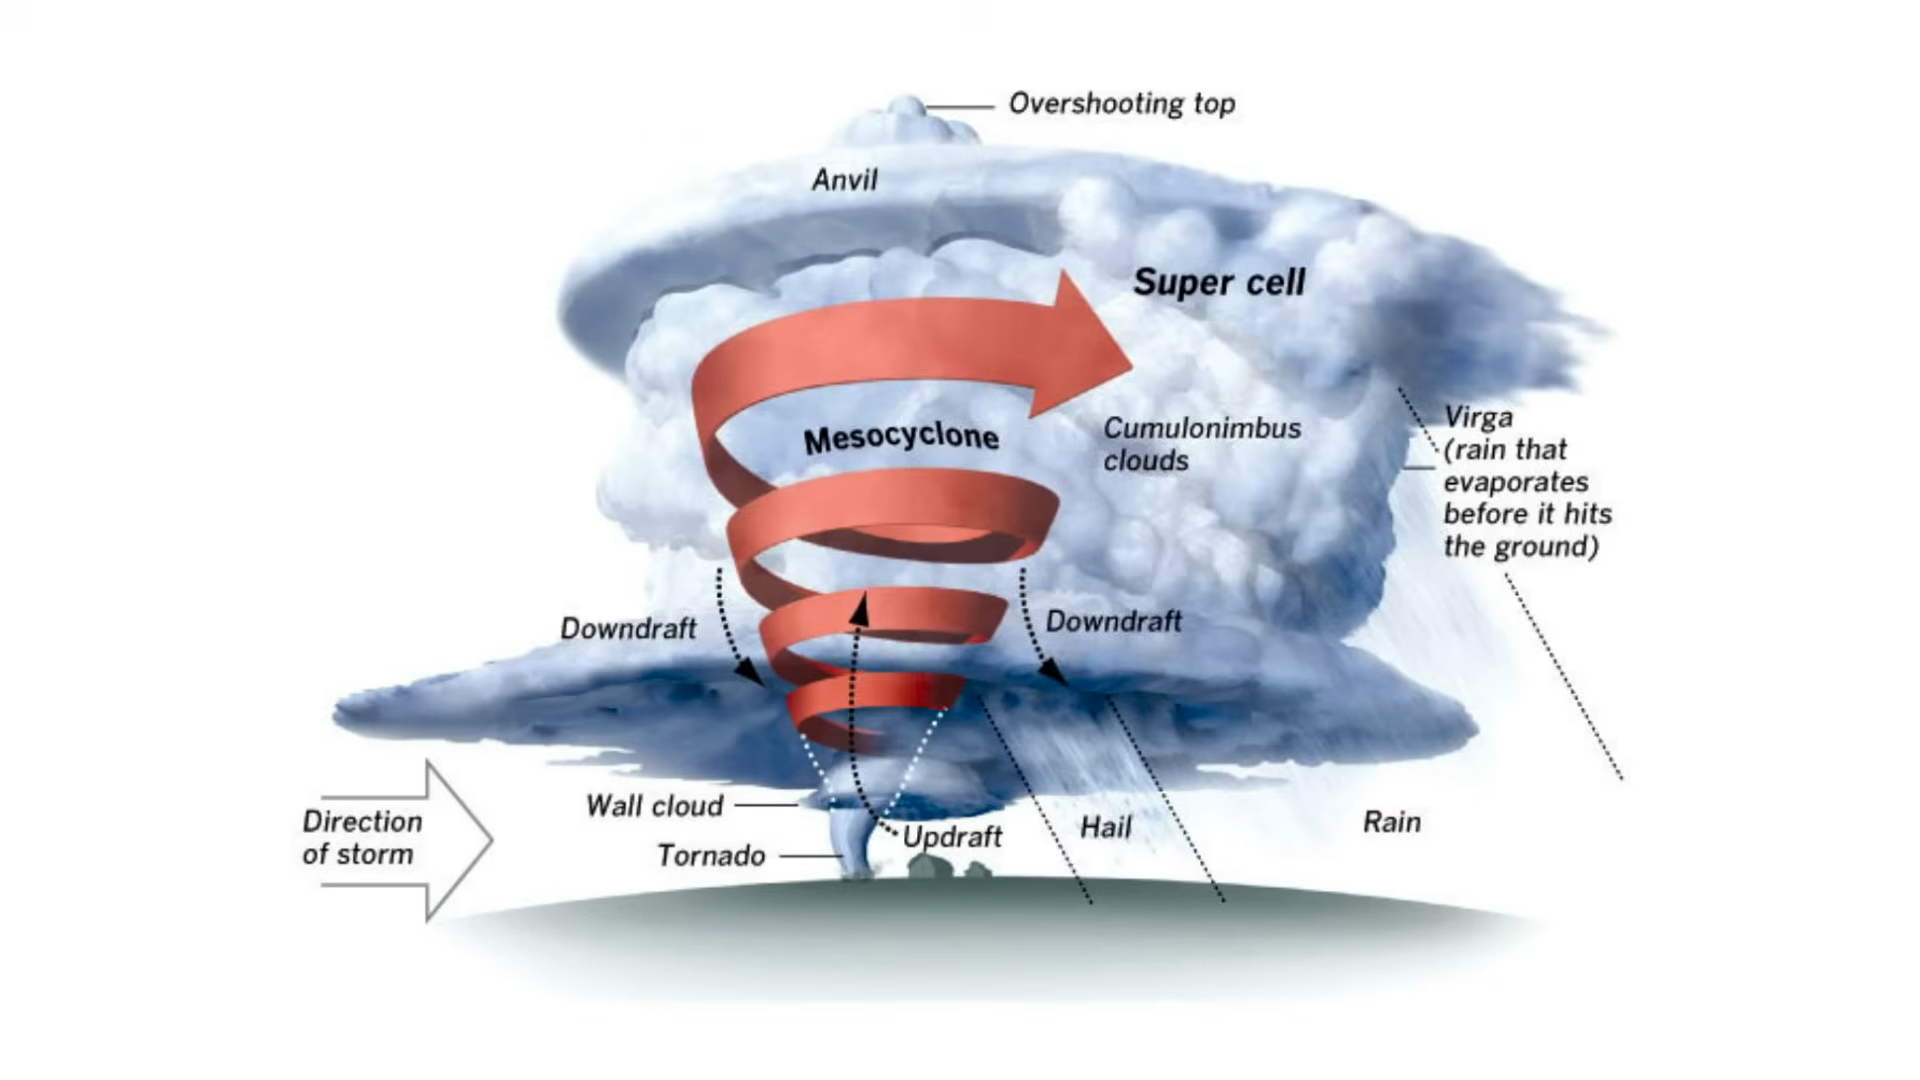 Overshooting top
Anvil
Super cell
Mesocyclone
Cumulonimbus
clouds
Virga
(rain that
evaporates
before it hits
the ground)
Downdraft
Downdraft
Direction
of storm
Wall cloud
Tornado
Updraft
Hail
Rain